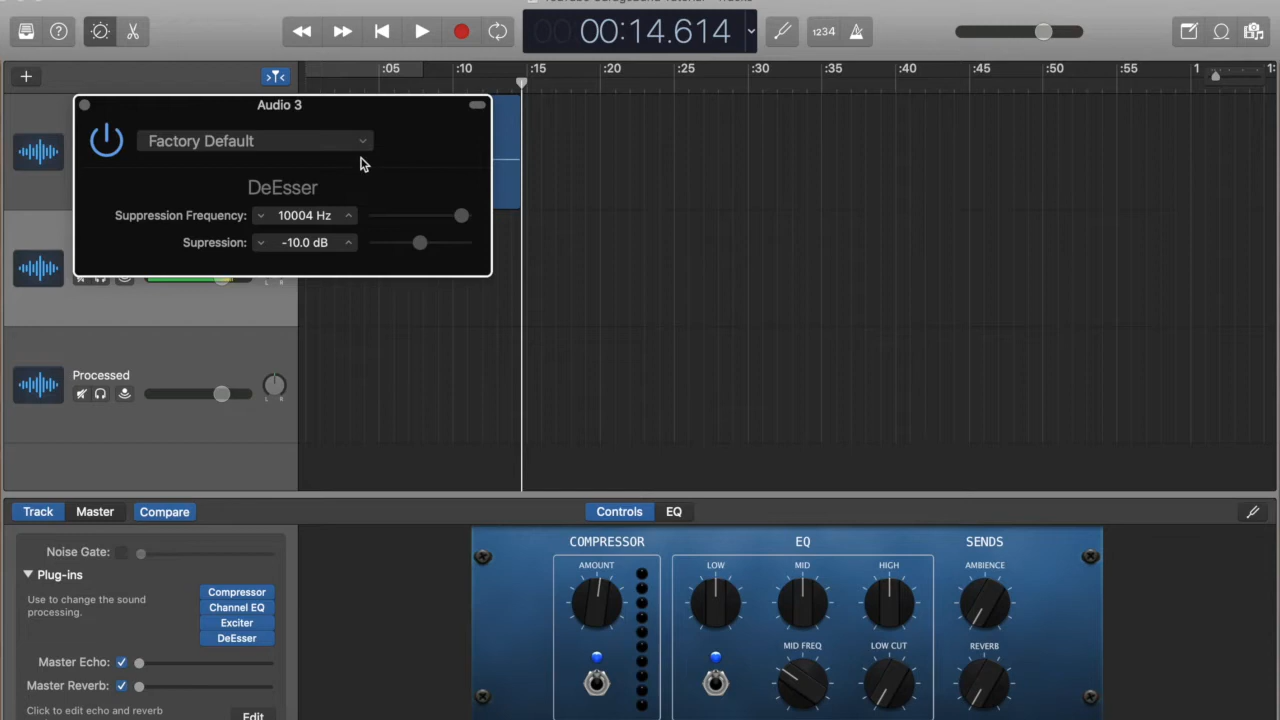 1234
00:14.614
:05 :10 :15 :20 :25 :30 :35 :40 :45 :50 :55 1 1:
Audio 3
Factory Default
DeEsser
Suppression Frequency: 10004 Hz
Supression: -10.0 dB
L R
Processed
L R
Track Master Compare Controls EQ
Noise Gate:
Plug-ins
Use to change the sound
processing.
Compressor
Channel EQ
Exciter
DeEsser
Master Echo:
Master Reverb:
Click to edit echo and reverb
Edit
COMPRESSOR EQ SENDS
AMOUNT LOW MID HIGH AMBIENCE
MID FREQ LOW CUT REVERB